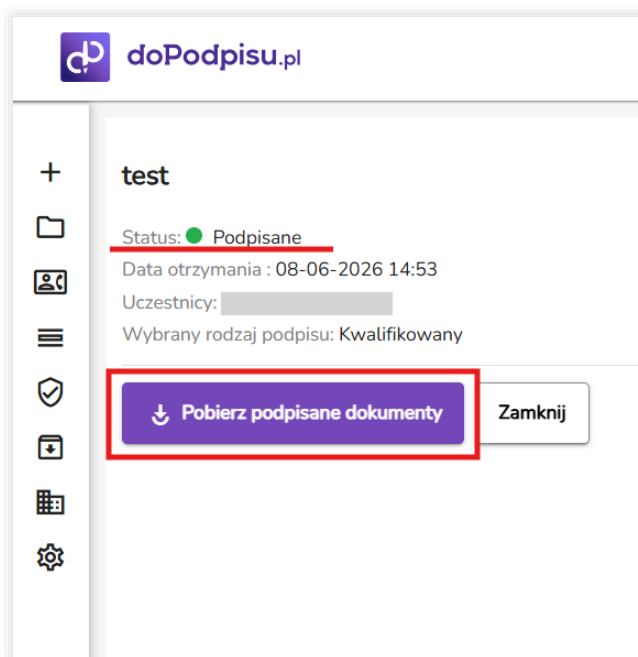 doPodpisu.pl
test
Status: Podpisane
Data otrzymania : 08-06-2026 14:53
Uczestnicy:
Wybrany rodzaj podpisu: Kwalifikowany
Pobierz podpisane dokumenty Zamknij